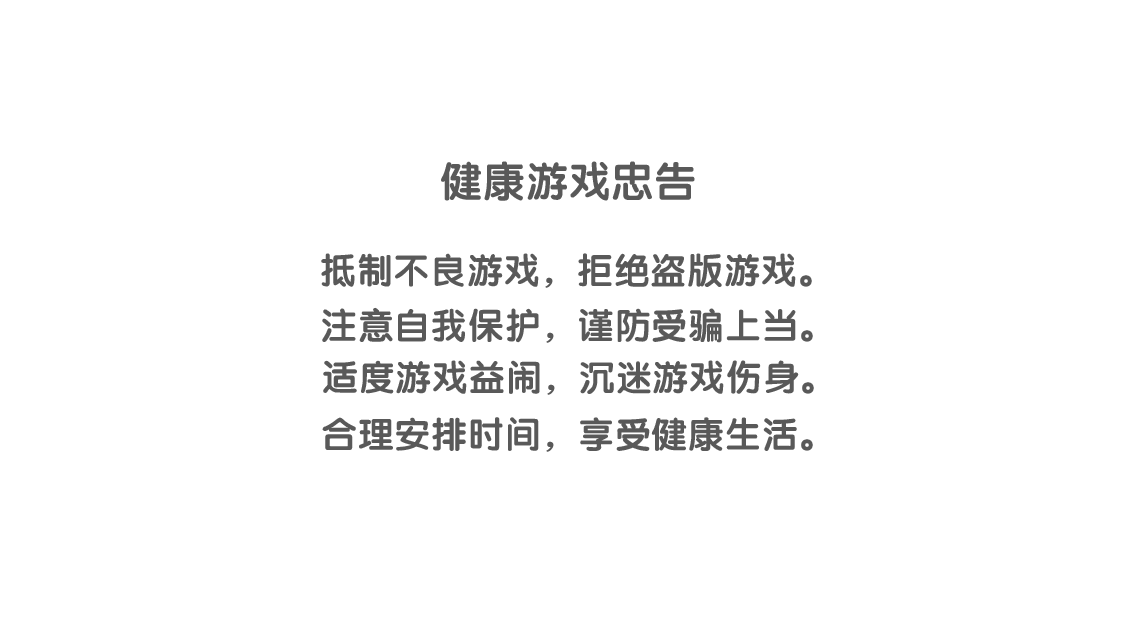 健康游戏忠告
抵制不良游戏，拒绝盗版游戏。
注意自我保护，谨防受骗上当。
适度游戏益闹，沉迷游戏伤身。
合理安排时间，享受健康生活。